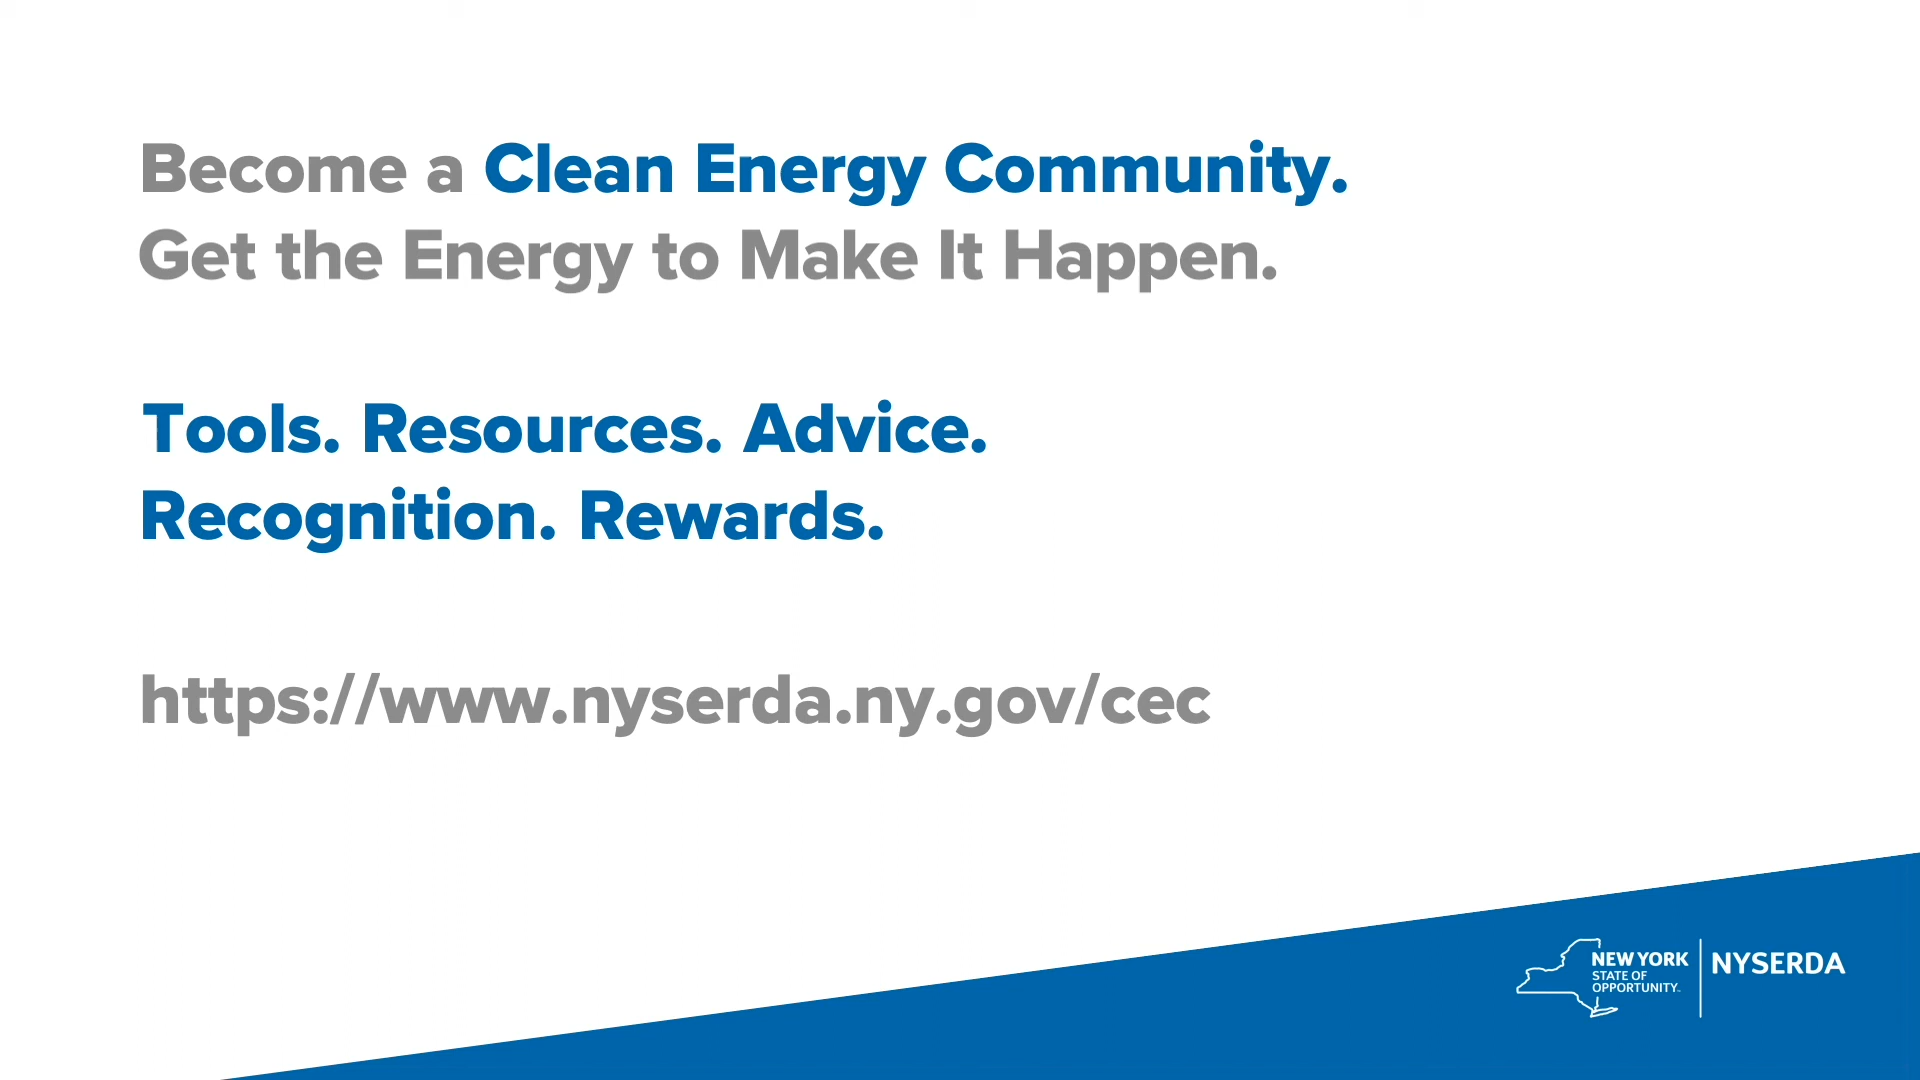 Become a Clean Energy Community.
Get the Energy to Make It Happen.
Tools. Resources. Advice.
Recognition. Rewards.
https://www.nyserda.ny.gov/cec
NEW YORK
STATE OF
OPPORTUNITY™
NYSERDA